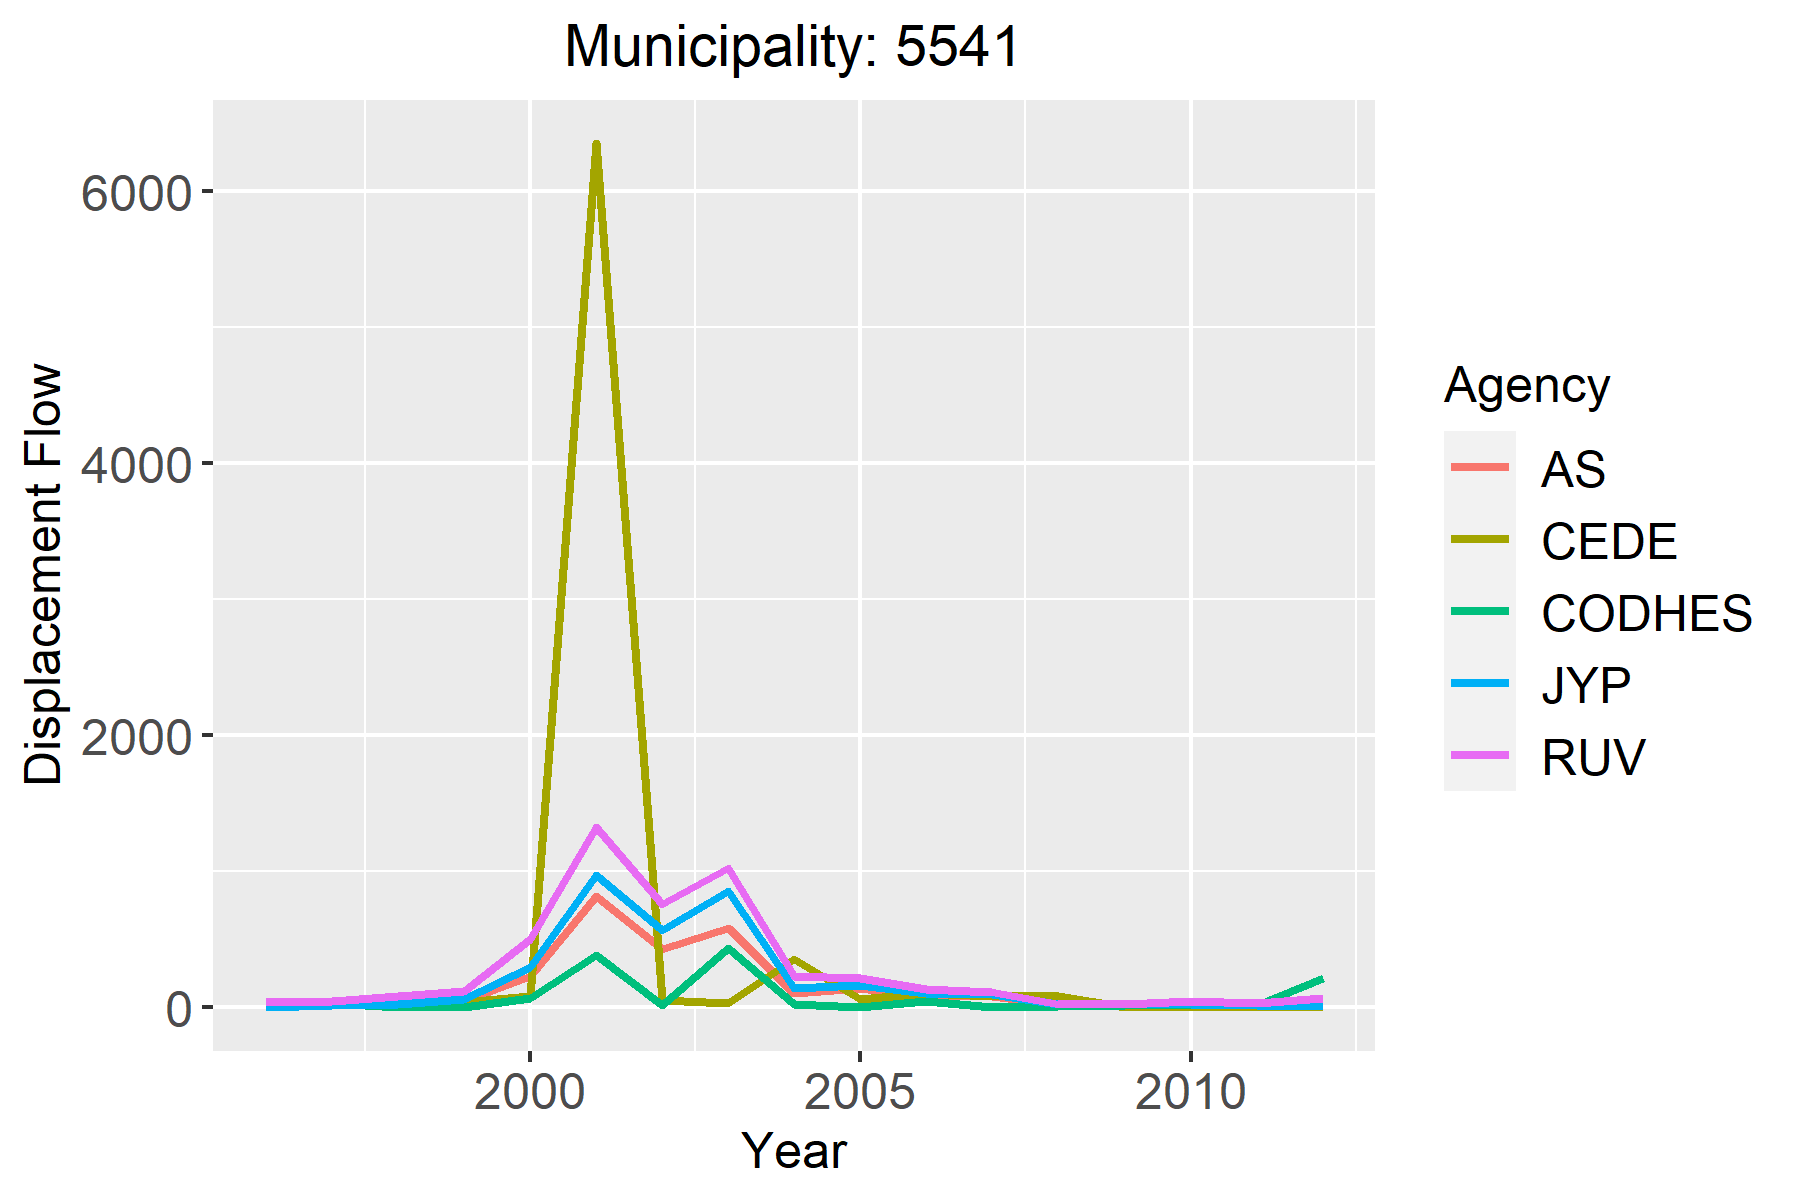 Municipality: 5541
Displacement Flow
6000
4000
2000
0
2000 2005 2010
Year
Agency
AS
CEDE
CODHES
JYP
RUV